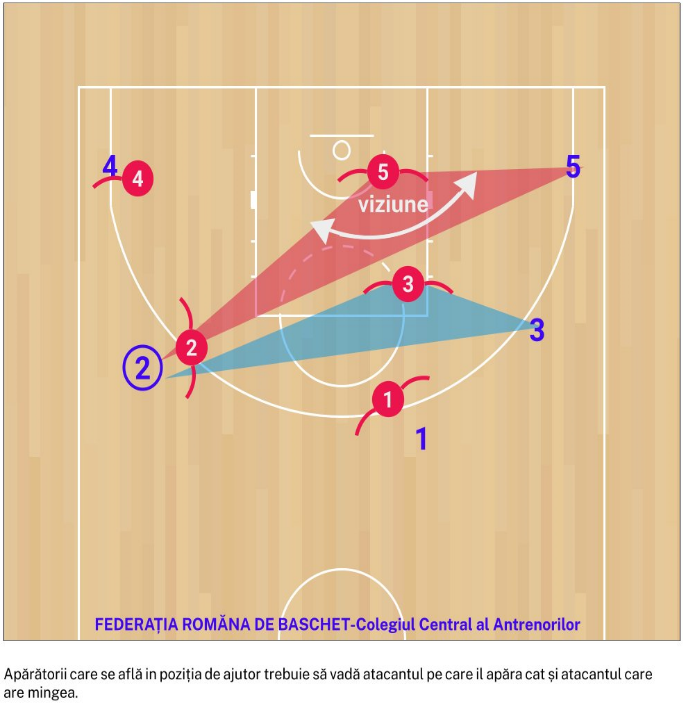 4
4
5
5
viziune
3
3
2
2
1
1
FEDERAȚIA ROMĂNA DE BASCHET-Colegiul Central al Antrenorilor
Apărătorii care se află in poziția de ajutor trebuie să vadă atacantul pe care il apăra cat și atacantul care
are mingea.